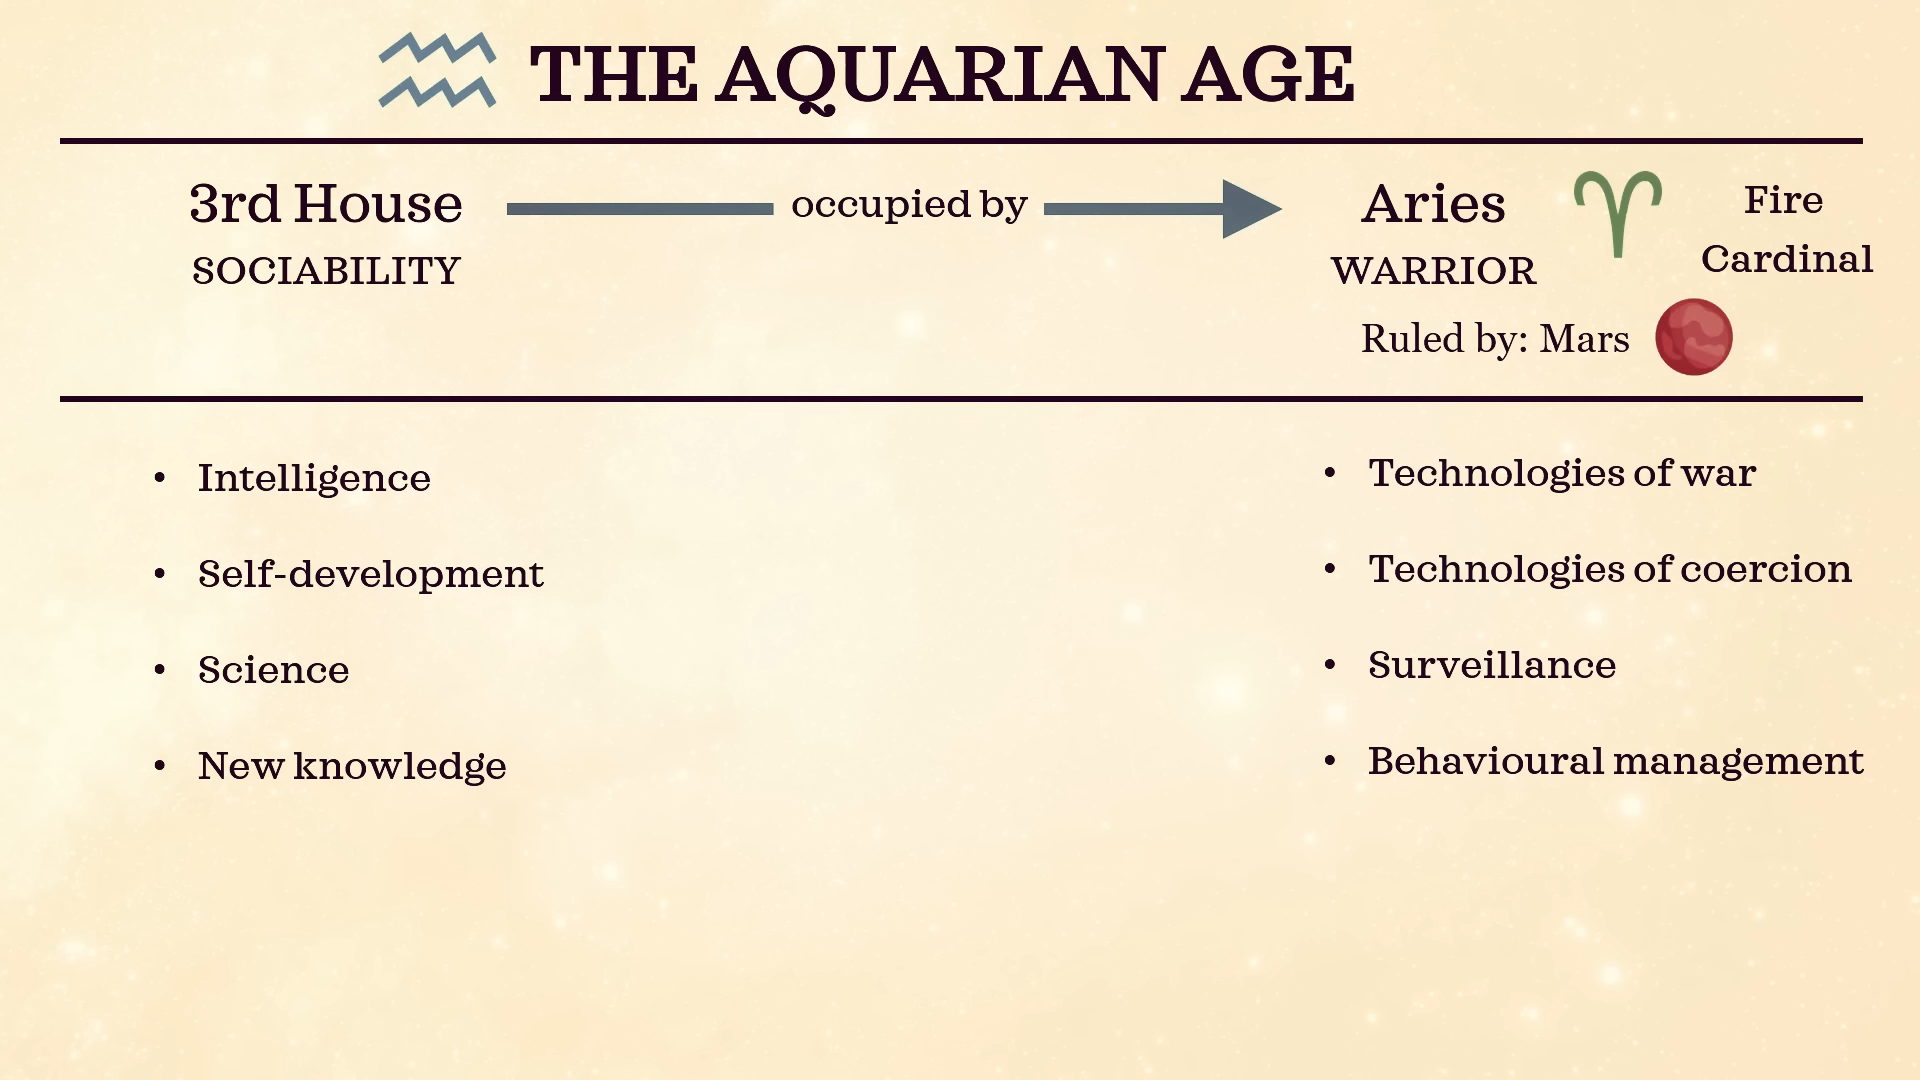 THE AQUARIAN AGE
3rd House
SOCIABILITY
occupied by
Aries
WARRIOR
Fire
Cardinal
Ruled by: Mars
• Intelligence
• Self-development
• Science
• New knowledge
• Technologies of war
• Technologies of coercion
• Surveillance
• Behavioural management